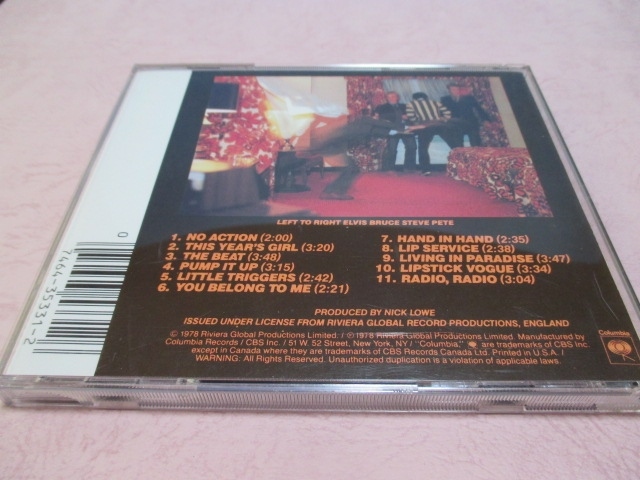 LEFT TO RIGHT ELVIS BRUCE STEVE PETE
1. NO ACTION (2:00)
2. THIS YEAR'S GIRL (3:20)
3. THE BEAT (3:48)
4. PUMP IT UP (3:15)
5. LITTLE TRIGGERS (2:42)
6. YOU BELONG TO ME (2:21)
7. HAND IN HAND (2:35)
8. LIP SERVICE (2:38)
9. LIVING IN PARADISE (3:47)
10. LIPSTICK VOGUE (3:34)
11. RADIO, RADIO (3:04)
PRODUCED BY NICK LOWE
ISSUED UNDER LICENSE FROM RIVIERA GLOBAL RECORD PRODUCTIONS, ENGLAND
© 1978 Riviera Global Productions Limited. / ℗ 1978 Riviera Global Productions Limited. Manufactured by
Columbia Records / CBS Inc. / 51 W. 52 Street, New York, NY / "Columbia," are trademarks of CBS Inc
except in Canada where they are trademarks of CBS Records Canada Ltd. Printed in U.S.A. /
WARNING: All Rights Reserved. Unauthorized duplication is a violation of applicable laws.
Columbia
0
7464-35331-2